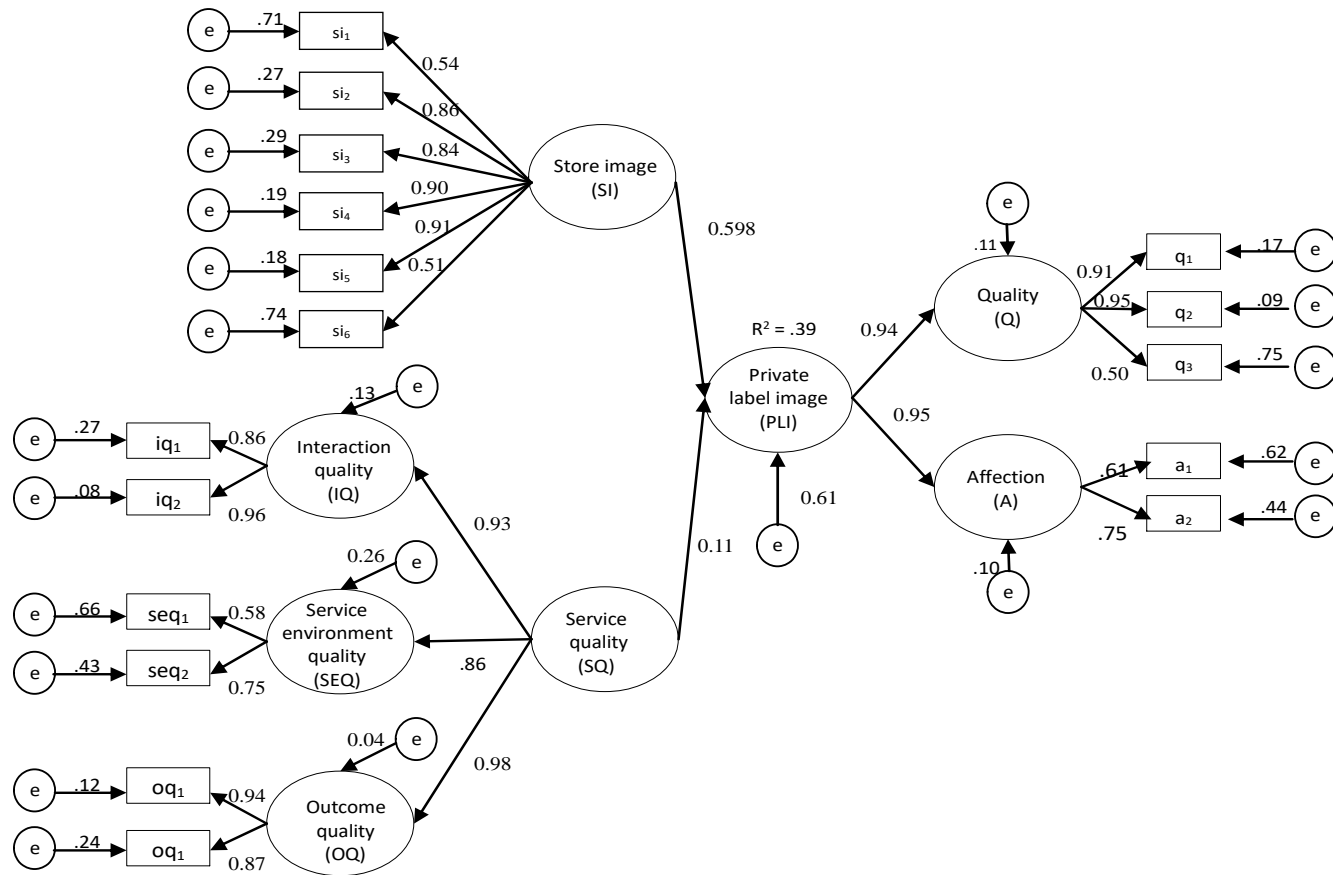 e
.71
si1
0.54
e
.27
si2
0.86
e
.29
si3
0.84
e
.19
si4
0.90
e
.18
si5
0.91
e
.74
si6
0.51
Store image
(SI)
0.598
e
.11
Quality
(Q)
0.91
q1
.17
e
0.95
q2
.09
e
0.50
q3
.75
e
R2 = .39
Private
label image
(PLI)
0.94
0.95
0.61
e
Affection
(A)
.61
a1
.62
e
.75
a2
.44
e
.10
e
e
.13
Interaction
quality
(IQ)
e
.27
iq1
0.86
e
.08
iq2
0.96
0.93
0.11
e
0.26
Service
environment
quality
(SEQ)
e
.66
seq1
0.58
e
.43
seq2
0.75
.86
Service
quality
(SQ)
e
0.04
0.98
Outcome
quality
(OQ)
e
.12
oq1
0.94
e
.24
oq1
0.87